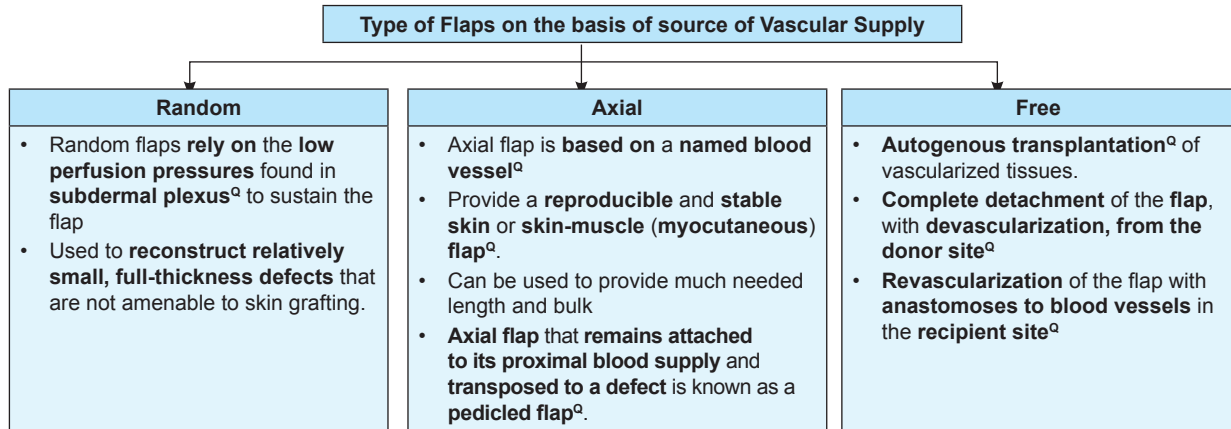 Type of Flaps on the basis of source of Vascular Supply
Random
• Random flaps rely on the low
perfusion pressures found in
subdermal plexusQ to sustain the
flap
• Used to reconstruct relatively
small, full-thickness defects that
are not amenable to skin grafting.
Axial
• Axial flap is based on a named blood
vesselQ
• Provide a reproducible and stable
skin or skin-muscle (myocutaneous)
flapQ.
• Can be used to provide much needed
length and bulk
• Axial flap that remains attached
to its proximal blood supply and
transposed to a defect is known as a
pedicled flapQ.
Free
• Autogenous transplantationQ of
vascularized tissues.
• Complete detachment of the flap,
with devascularization, from the
donor siteQ
• Revascularization of the flap with
anastomoses to blood vessels in
the recipient siteQ